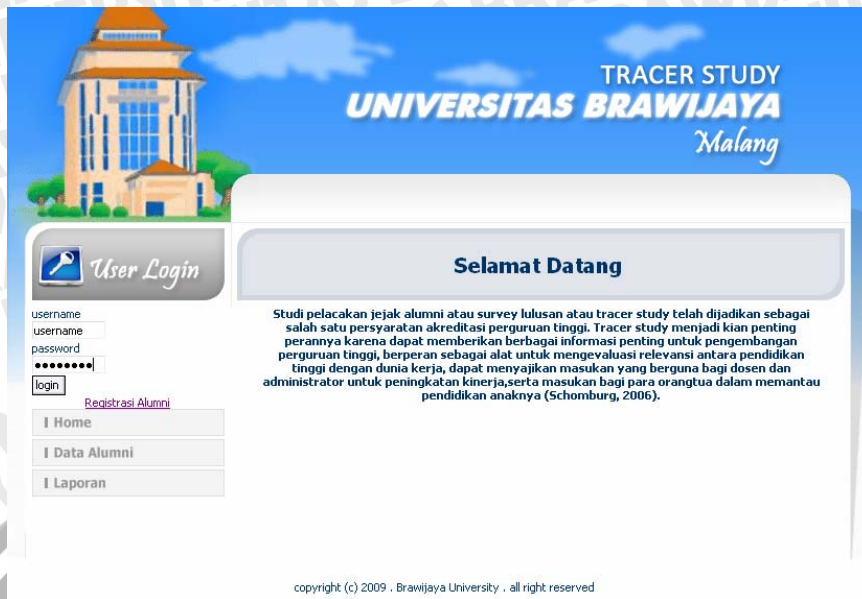 TRACER STUDY
UNIVERSITAS BRAWIJAYA
Malang
User Login
username
username
password
login
Registrasi Alumni
Home
Data Alumni
Laporan
Selamat Datang
Studi pelacakan jejak alumni atau survey lulusan atau tracer study telah dijadikan sebagai
salah satu persyaratan akreditasi perguruan tinggi. Tracer study menjadi kian penting
perannya karena dapat memberikan berbagai informasi penting untuk pengembangan
perguruan tinggi, berperan sebagai alat untuk mengevaluasi relevansi antara pendidikan
tinggi dengan dunia kerja, dapat menyajikan masukan yang berguna bagi dosen dan
administrator untuk peningkatan kinerja,serta masukan bagi para orangtua dalam memantau
pendidikan anaknya (Schomburg, 2006).
copyright (c) 2009 . Brawijaya University . all right reserved